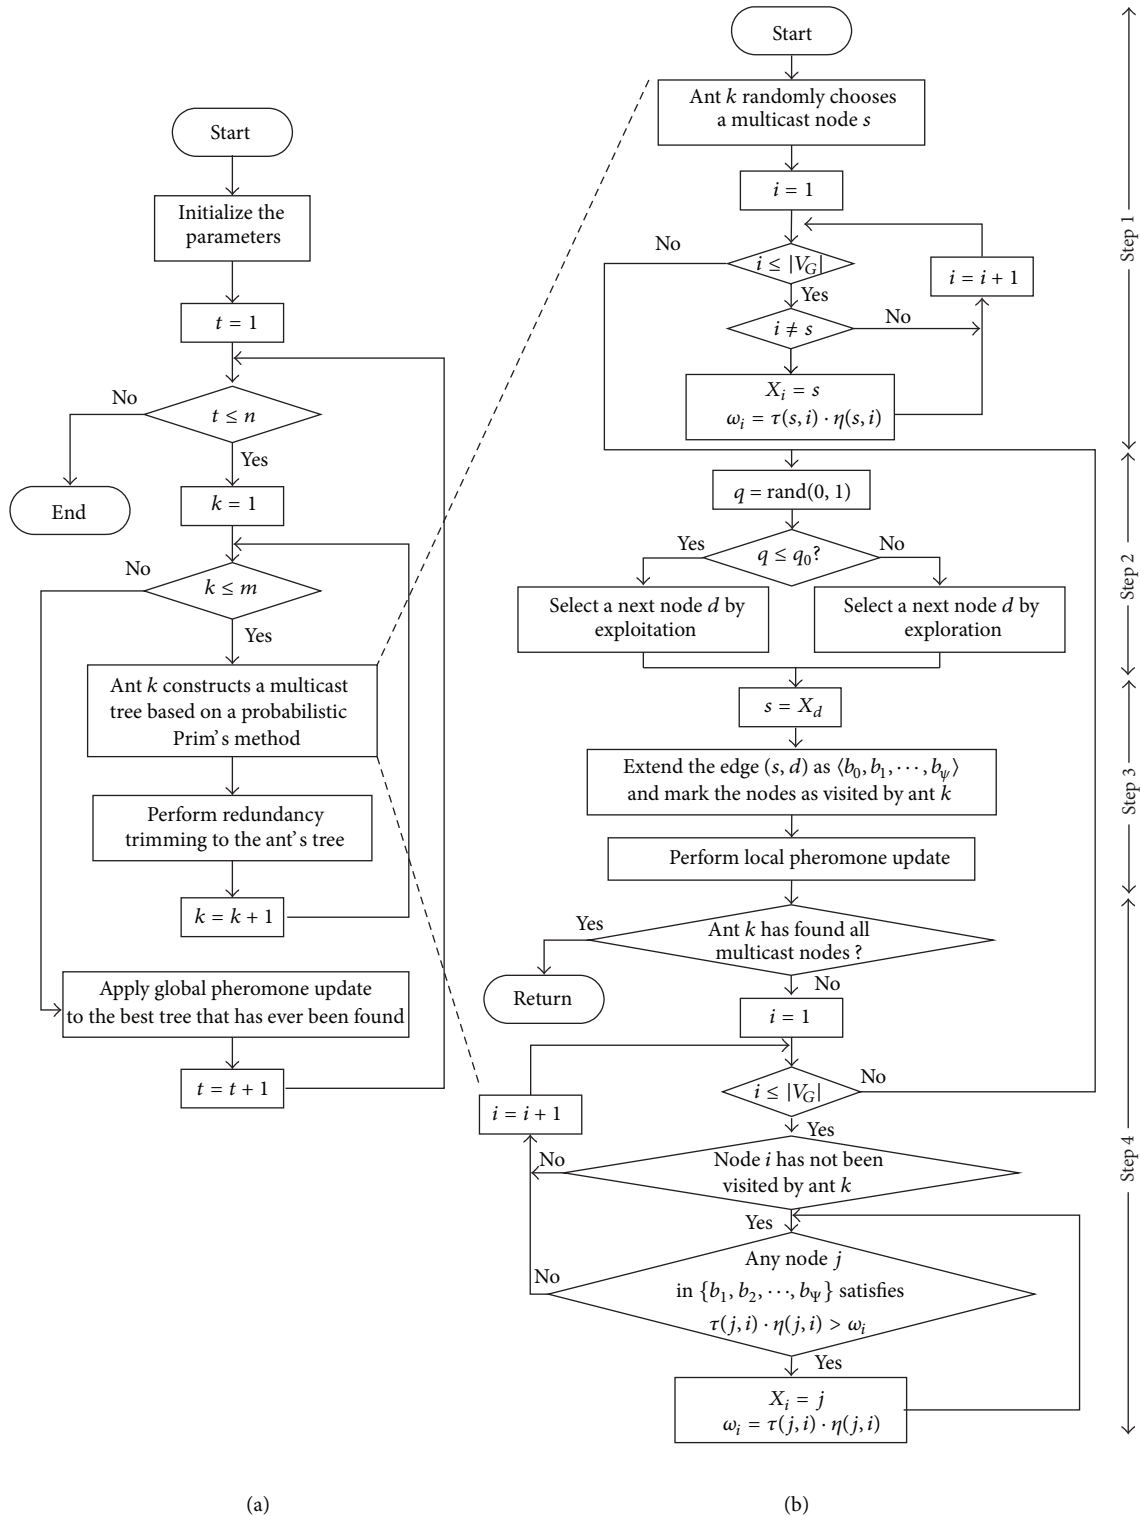 Start
Initialize the
parameters
t = 1
No
t ≤ n
Yes
End
k = 1
No
k ≤ m
Yes
Ant k constructs a multicast
tree based on a probabilistic
Prim's method
Perform redundancy
trimming to the ant's tree
k = k + 1
Apply global pheromone update
to the best tree that has ever been found
t = t + 1
(a)
Start
Ant k randomly chooses
a multicast node s
i = 1
No
i ≤ |V_G|
i = i + 1
Yes
i ≠ s
No
X_i = s
ω_i = τ(s, i) · η(s, i)
Step 1
q = rand(0, 1)
Yes
q ≤ q_0?
No
Select a next node d by
exploitation
Select a next node d by
exploration
Step 2
s = X_d
Extend the edge (s, d) as ⟨b_0, b_1, ⋯, b_ψ⟩
and mark the nodes as visited by ant k
Perform local pheromone update
Step 3
Yes
Ant k has found all
multicast nodes ?
Return
No
i = 1
i ≤ |V_G|
No
i = i + 1
Yes
No
Node i has not been
visited by ant k
Yes
No
Any node j
in {b_1, b_2, ⋯, b_Ψ} satisfies
τ(j, i) · η(j, i) > ω_i
Yes
X_i = j
ω_i = τ(j, i) · η(j, i)
Step 4
(b)